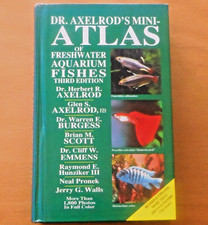 DR. AXELROD'S MINI-
ATLAS
OF FRESHWATER
AQUARIUM
FISHES
THIRD EDITION
Dr. Herbert R.
AXELROD
Glen S.
AXELROD,
Dr. Warren E.
BURGESS
Brian M.
SCOTT
Dr. Cliff W.
EMMENS
Raymond E.
Hunziker III
Neal Pronek
Jerry G. Walls
More Than
1,800 Photos
In Full Color